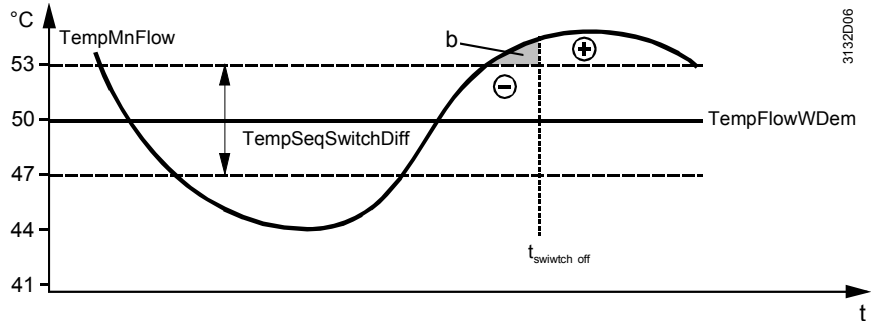 °C
TempMnFlow
b
+
3132D06
53
−
50
TempFlowWDem
TempSeqSwitchDiff
47
44
t swiwtch off
41
t